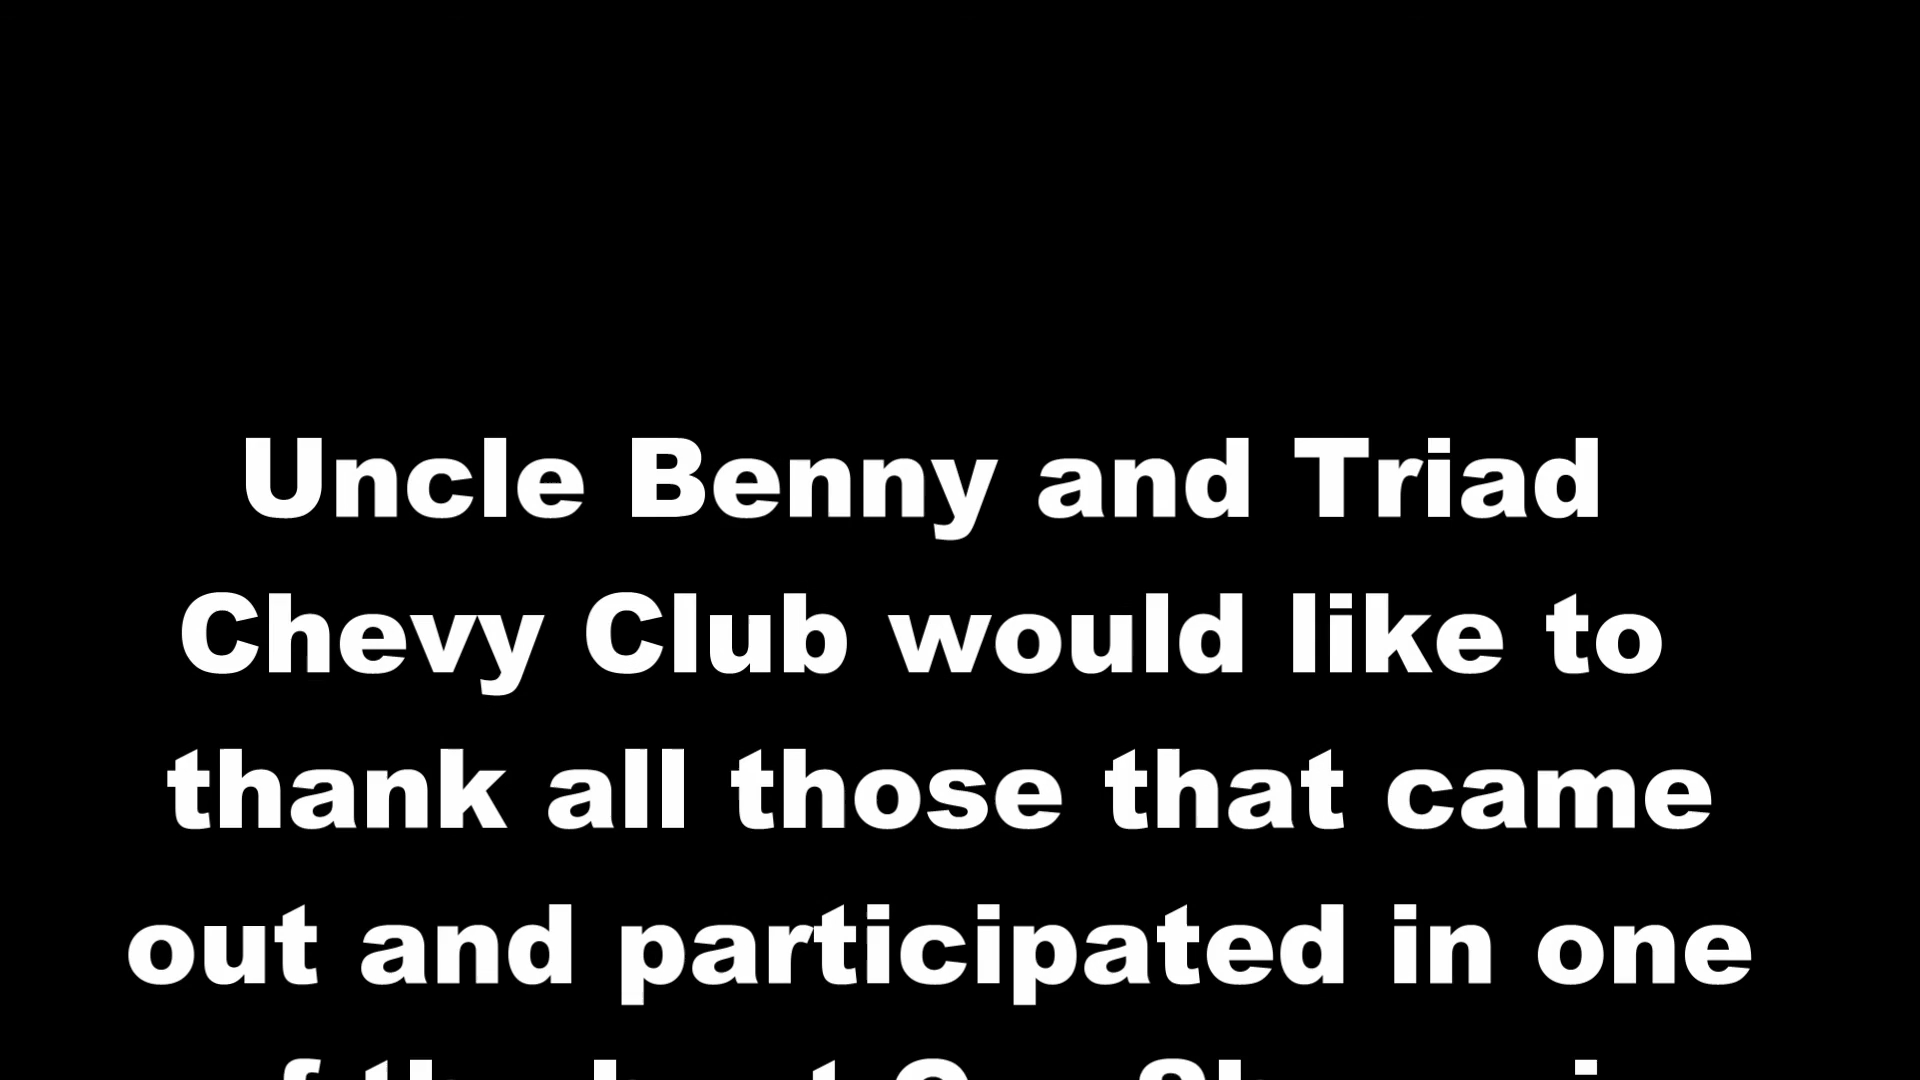 Uncle Benny and Triad
Chevy Club would like to
thank all those that came
out and participated in one